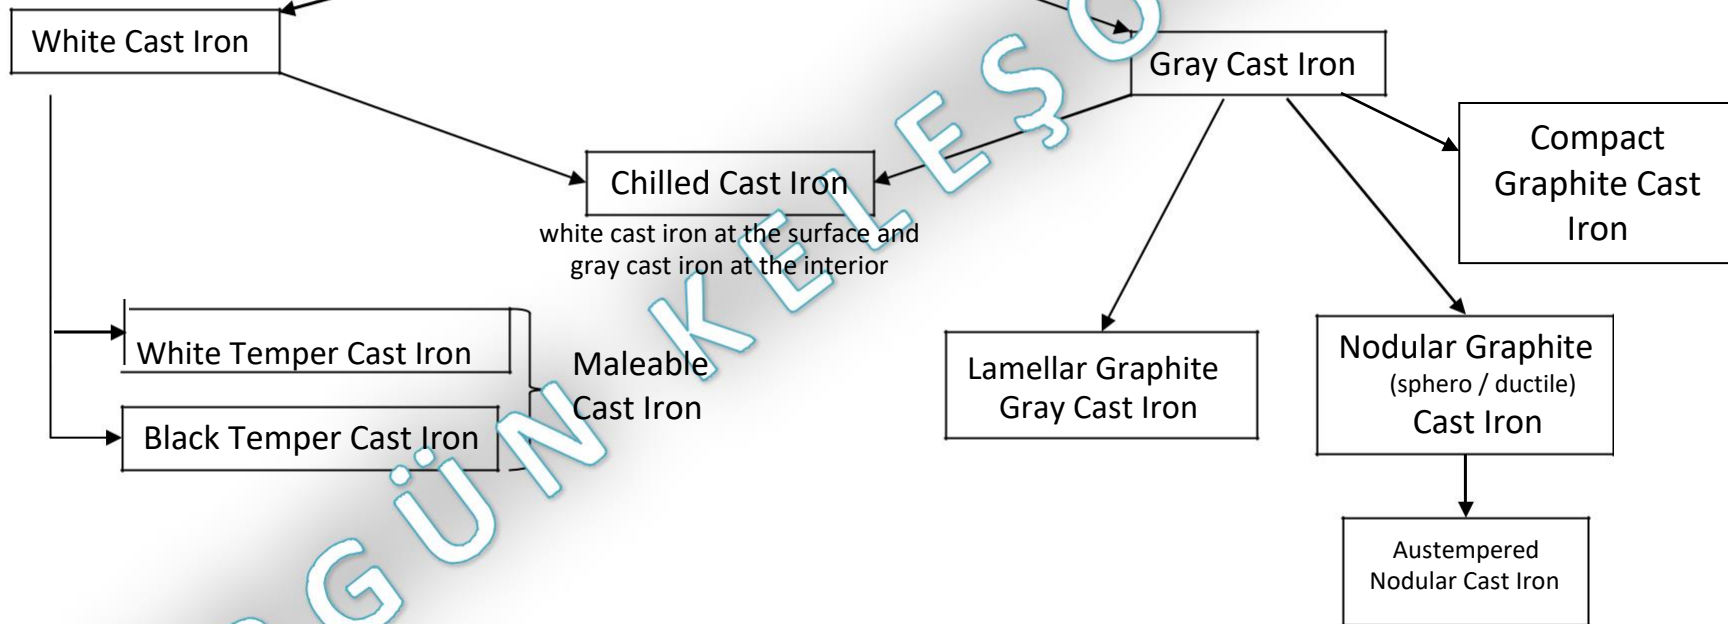 White Cast Iron
Gray Cast Iron
Compact
Graphite Cast
Iron
Chilled Cast Iron
white cast iron at the surface and
gray cast iron at the interior
White Temper Cast Iron
Black Temper Cast Iron
Maleable
Cast Iron
Lamellar Graphite
Gray Cast Iron
Nodular Graphite
(sphero / ductile)
Cast Iron
Austempered
Nodular Cast Iron
GÜN KELEŞO